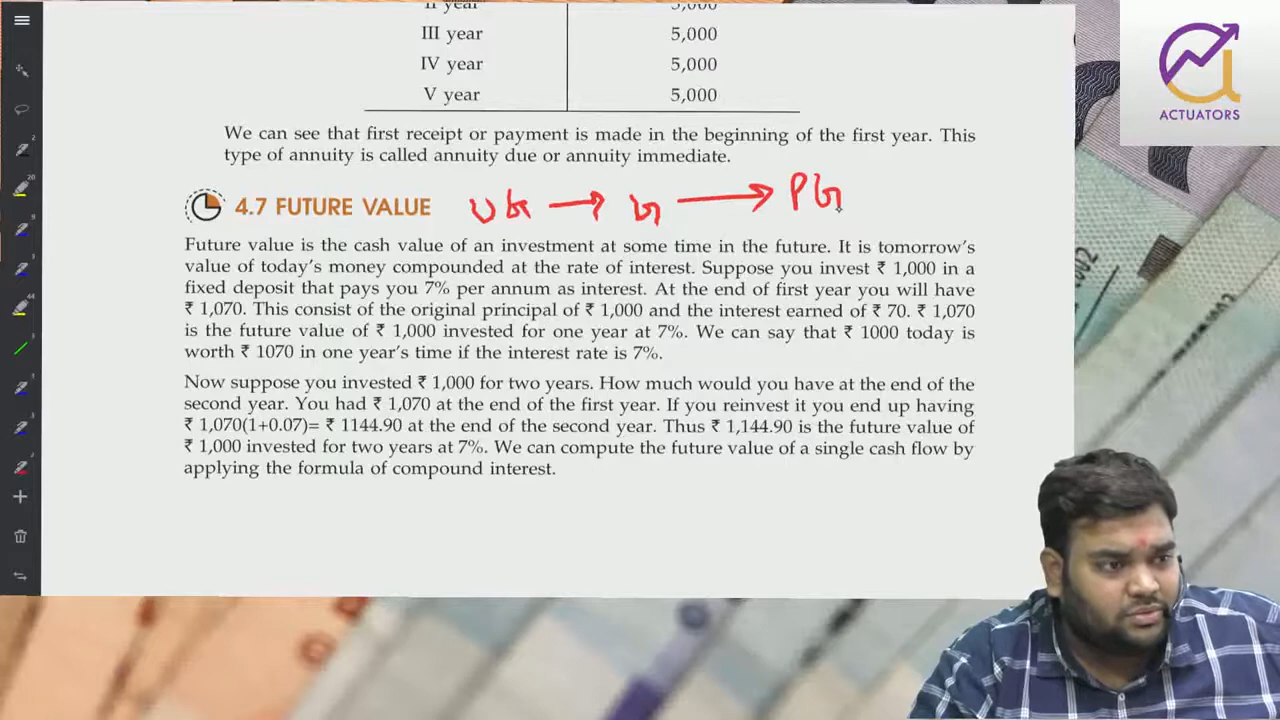 III year 5,000
IV year 5,000
V year 5,000
We can see that first receipt or payment is made in the beginning of the first year. This
type of annuity is called annuity due or annuity immediate.
4.7 FUTURE VALUE UG → G → PG
Future value is the cash value of an investment at some time in the future. It is tomorrow's
value of today's money compounded at the rate of interest. Suppose you invest ₹ 1,000 in a
fixed deposit that pays you 7% per annum as interest. At the end of first year you will have
₹ 1,070. This consist of the original principal of ₹ 1,000 and the interest earned of ₹ 70. ₹ 1,070
is the future value of ₹ 1,000 invested for one year at 7%. We can say that ₹ 1000 today is
worth ₹ 1070 in one year's time if the interest rate is 7%.
Now suppose you invested ₹ 1,000 for two years. How much would you have at the end of the
second year. You had ₹ 1,070 at the end of the first year. If you reinvest it you end up having
₹ 1,070(1+0.07)= ₹ 1144.90 at the end of the second year. Thus ₹ 1,144.90 is the future value of
₹ 1,000 invested for two years at 7%. We can compute the future value of a single cash flow by
applying the formula of compound interest.
ACTUATORS